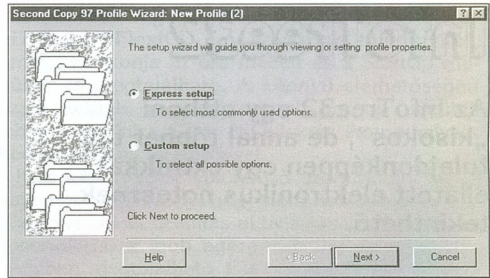 Second Copy 97 Profile Wizard: New Profile (2)
The setup wizard will guide you through viewing or setting profile properties.
Express setup
To select most commonly used options.
Custom setup
To select all possible options.
Click Next to proceed.
Help
< Back
Next >
Cancel